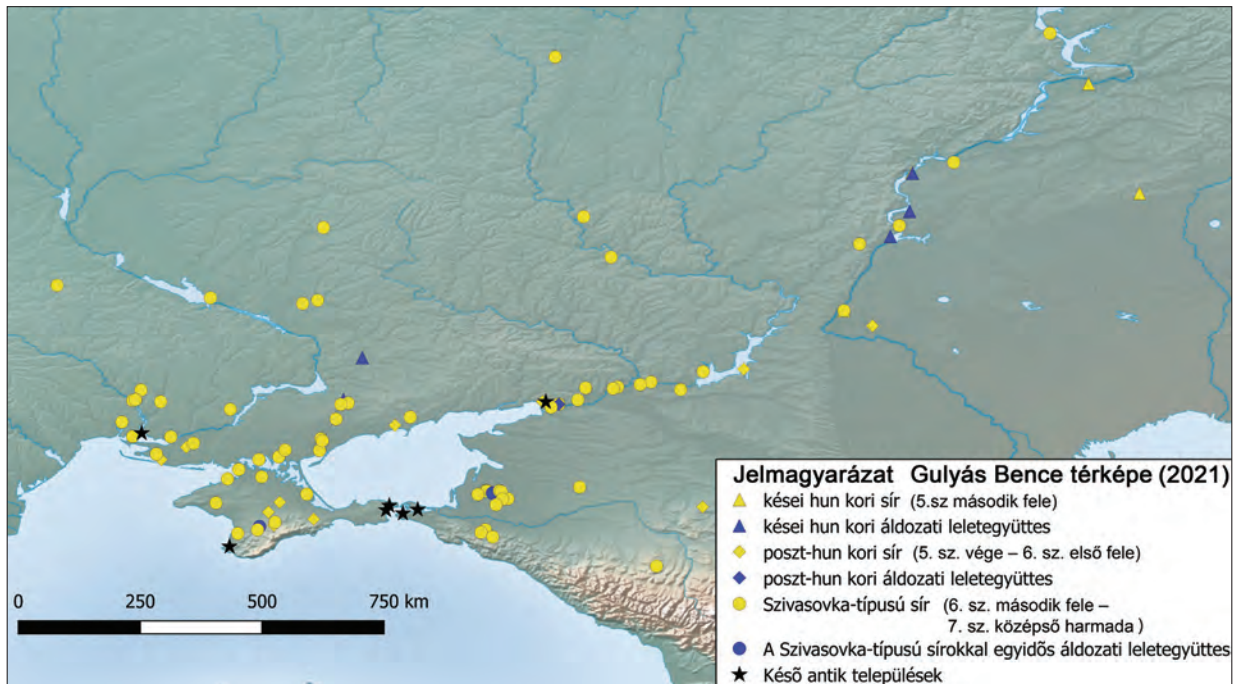 Jelmagyarázat Gulyás Bence térképe (2021)
kései hun kori sír (5.sz második fele)
kései hun kori áldozati leletegyüttes
poszt-hun kori sír (5. sz. vége – 6. sz. első fele)
poszt-hun kori áldozati leletegyüttes
Szivasovka-típusú sír (6. sz. második fele –
7. sz. középső harmada )
A Szivasovka-típusú sírokkal egyidõs áldozati leletegyüttes
Késõ antik települések
0 250 500 750 km